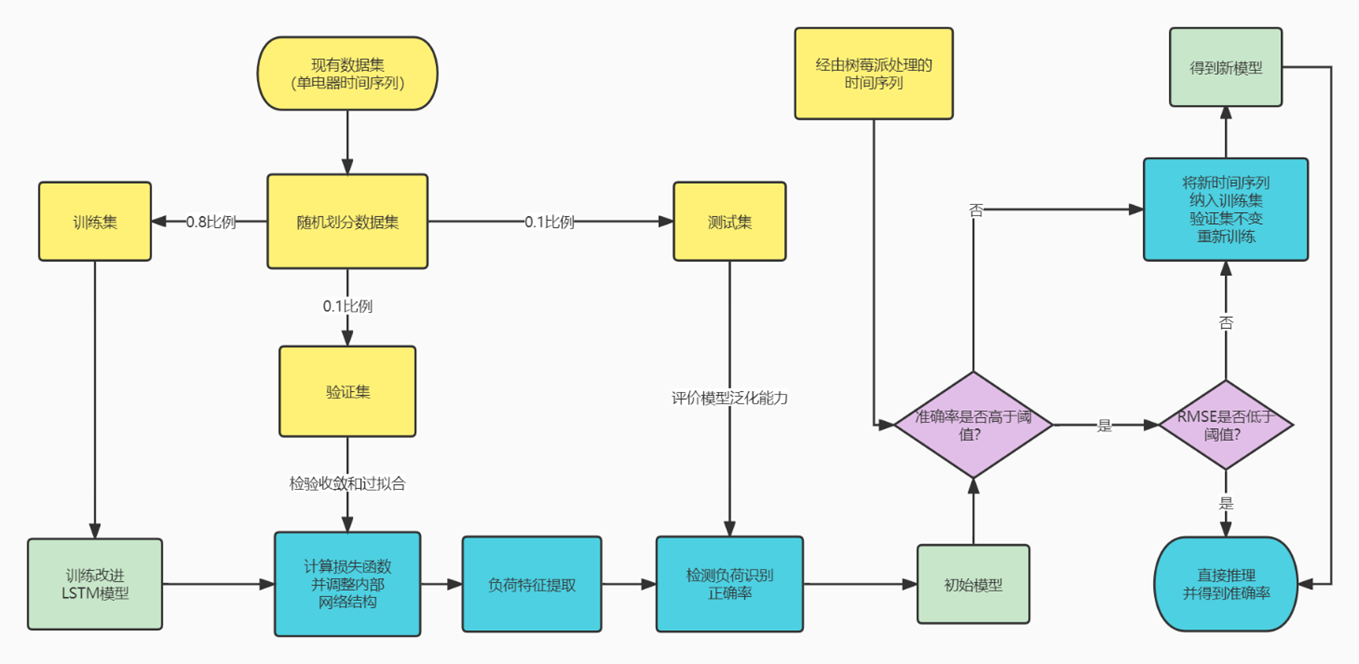 现有数据集
（单电器时间序列）
经由树莓派处理的
时间序列
得到新模型
训练集
0.8比例
随机划分数据集
0.1比例
测试集
否
将新时间序列
纳入训练集
验证集不变
重新训练
0.1比例
否
验证集
评价模型泛化能力
准确率是否高于阈
值？
是
RMSE是否低于
阈值？
检验收敛和过拟合
是
训练改进
LSTM模型
计算损失函数
并调整内部
网络结构
负荷特征提取
检测负荷识别
正确率
初始模型
直接推理
并得到准确率